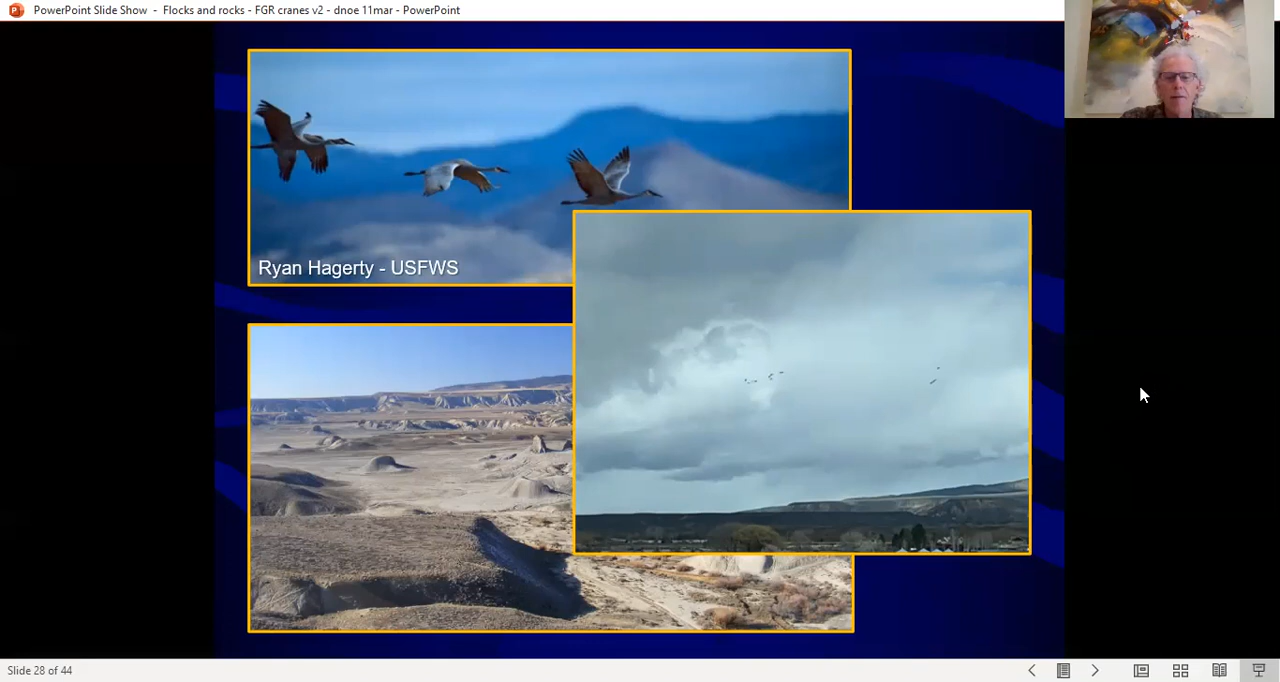 PowerPoint Slide Show - Flocks and rocks - FGR cranes v2 - dnoe 11mar - PowerPoint
Ryan Hagerty - USFWS
Slide 28 of 44